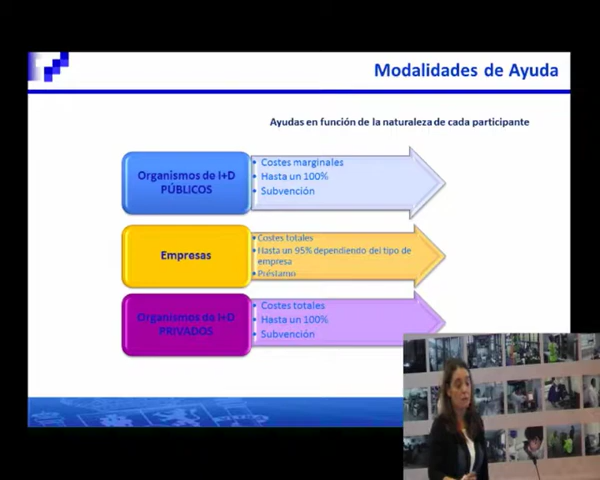 Modalidades de Ayuda
Ayudas en función de la naturaleza de cada participante
Organismos de I+D
PÚBLICOS
• Costes marginales
• Hasta un 100%
• Subvención
Empresas
• Costes totales
• Hasta un 95% dependiendo del tipo de
empresa
• Préstamo
Organismos de I+D
PRIVADOS
• Costes totales
• Hasta un 100%
• Subvención